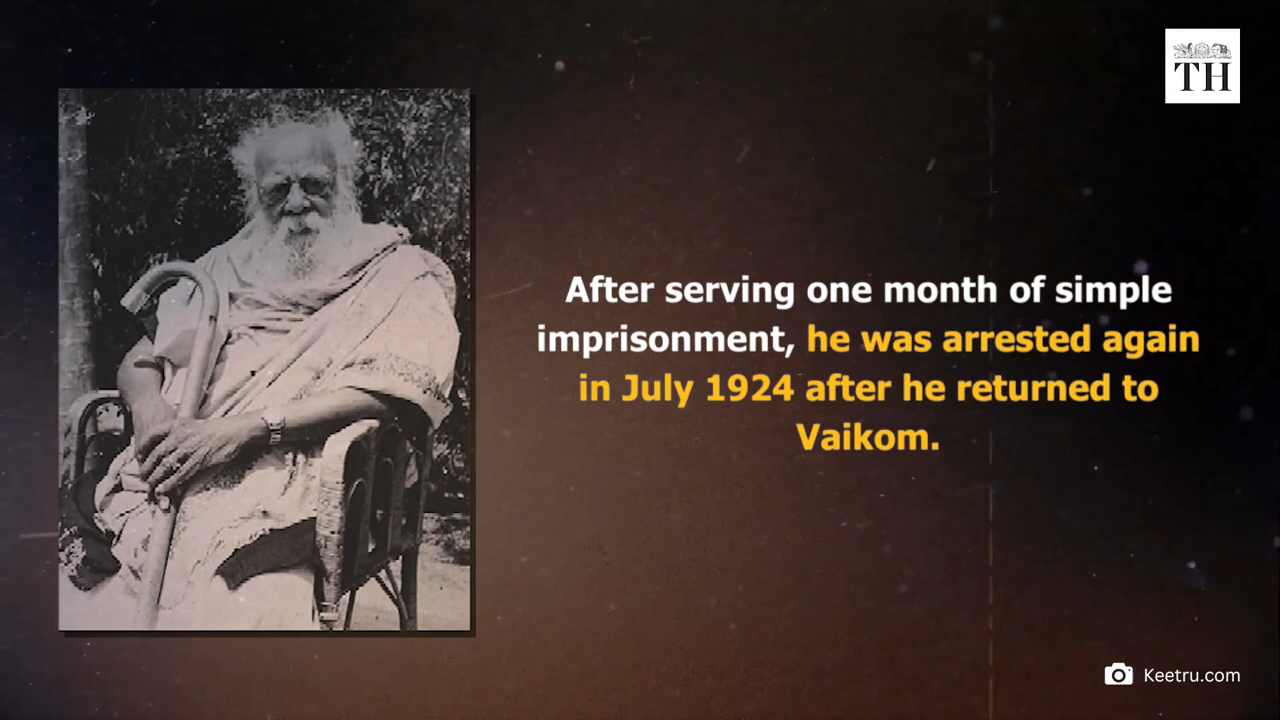 TH
After serving one month of simple
imprisonment, he was arrested again
in July 1924 after he returned to
Vaikom.
Keetru.com